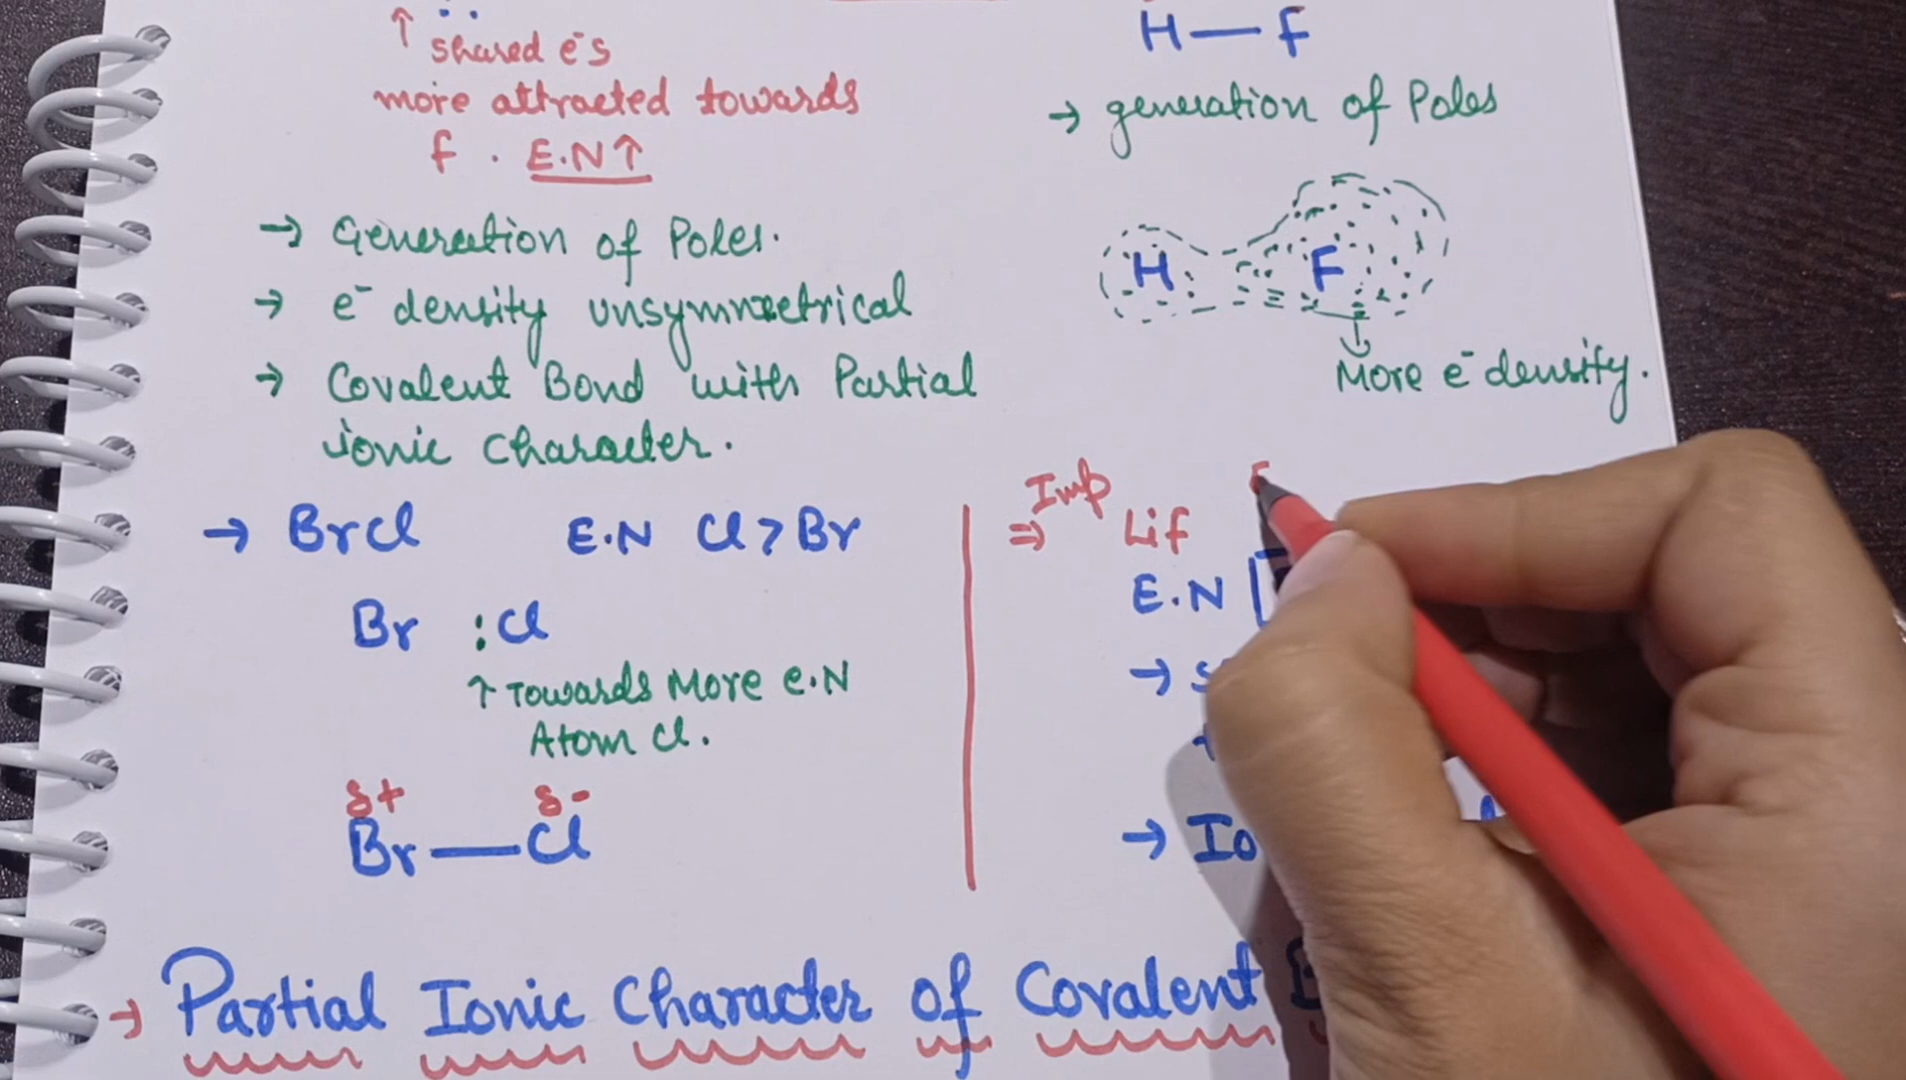 ↑ shared e⁻s
more attracted towards
f . E.N↑
→ Generation of Poles.
→ e⁻ density unsymmetrical
→ Covalent Bond with Partial
ionic character.
H—F
→ generation of Poles
H F
More e⁻ density.
→ BrCl E.N Cl > Br
Br :Cl
↑ Towards More e.N
Atom Cl.
δ+ δ-
Br—Cl
Imp
⇒ Lif
E.N
→
→ Io
→ Partial Ionic Character of Covalent B